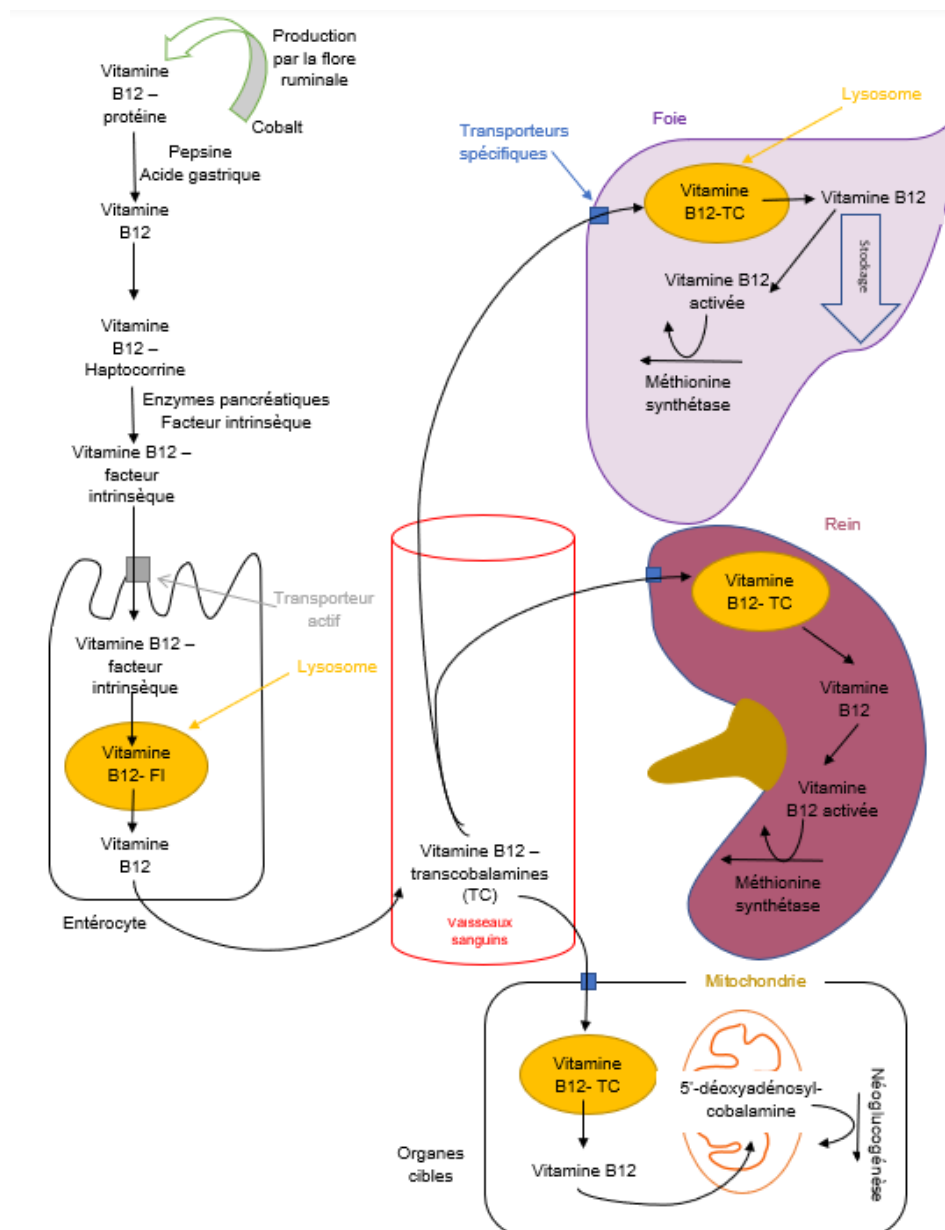 Production
par la flore
ruminale
Vitamine
B12 –
protéine
Cobalt
Pepsine
Acide gastrique
Vitamine
B12
Vitamine
B12 –
Haptocorrine
Enzymes pancréatiques
Facteur intrinsèque
Vitamine B12 –
facteur
intrinsèque
Transporteur
actif
Vitamine B12 –
facteur
intrinsèque
Lysosome
Vitamine
B12- FI
Vitamine
B12
Entérocyte
Vitamine B12 –
transcobalamines
(TC)
Vaisseaux
sanguins
Transporteurs
spécifiques
Foie
Lysosome
Vitamine
B12-TC
Vitamine B12
Stockage
Vitamine B12
activée
Méthionine
synthétase
Rein
Vitamine
B12- TC
Vitamine
B12
Vitamine
B12 activée
Méthionine
synthétase
Mitochondrie
Vitamine
B12- TC
5'-déoxyadénosyl-
cobalamine
Néoglucogénèse
Organes
cibles
Vitamine B12